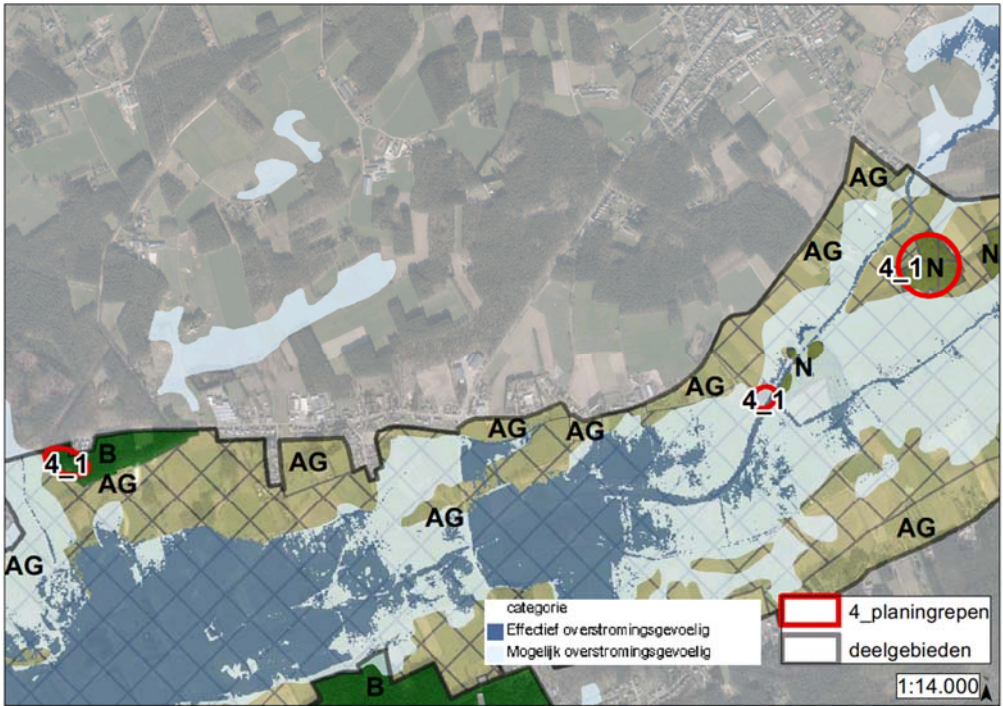 AG
AG
4_1 N
N
N
AG
4_1
AG
AG
4_1
B
AG
AG
AG
AG
AG
B
categorie
Effectief overstromingsgevoelig
Mogelijk overstromingsgevoelig
4_planingrepen
deelgebieden
1:14.000